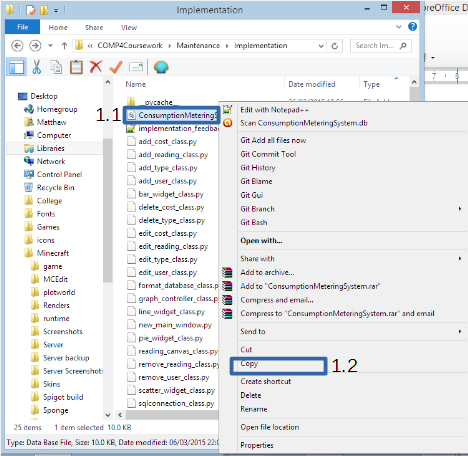 Implementation
oreOffice D
File Home Share View
« COMP4Coursework › Maintenance › Implementation
Search Im...
7 8
Name Date modified Type
Desktop
Homegroup
Matthew
Computer
Libraries
Network
Control Panel
Recycle Bin
College
Fonts
Games
icons
Minecraft
game
MCEdit
plotworld
Renders
runtime
Screenshots
Server
Server backup
Server Screenshots
Skins
Spigot build
Sponge
1.1
__pycache__
ConsumptionMeteringS
implementation_feedba
add_cost_class.py
add_reading_class.py
add_type_class.py
add_user_class.py
bar_widget_class.py
delete_cost_class.py
delete_type_class.py
edit_cost_class.py
edit_reading_class.py
edit_type_class.py
edit_user_class.py
format_database_class.py
graph_controller_class.py
line_widget_class.py
new_main_window.py
pie_widget_class.py
reading_canvas_class.py
remove_reading_class.py
remove_user_class.py
scatter_widget_class.py
sqlconnection_class.py
Edit with Notepad++
Scan ConsumptionMeteringSystem.db
Git Add all files now
Git Commit Tool
Git History
Git Blame
Git Gui
Git Branch
Git Stash
Open with...
Share with
Add to archive...
Add to "ConsumptionMeteringSystem.rar"
Compress and email...
Compress to "ConsumptionMeteringSystem.rar" and email
Send to
Cut
Copy
1.2
Create shortcut
Delete
Rename
Open file location
Properties
25 items 1 item selected 10.0 KB
Type: Data Base File, Size: 10.0 KB, Date modified: 06/03/2015 22:0